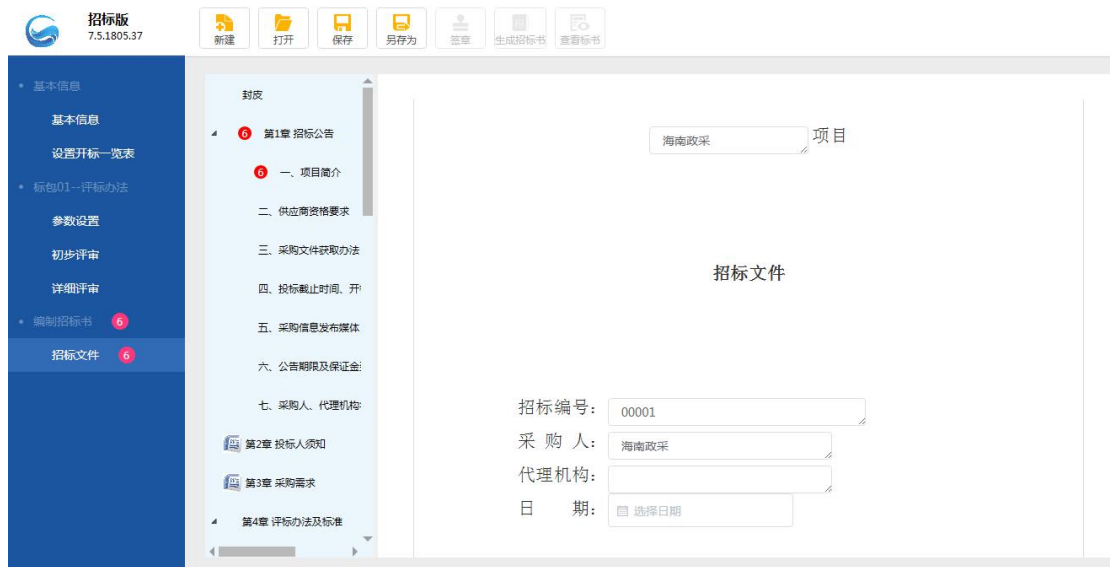 招标版
7.5.1805.37
新建
打开
保存
另存为
签章
生成招标书
查看标书
基本信息
基本信息
设置开标一览表
标包01--评标办法
参数设置
初步评审
详细评审
编制招标书 6
招标文件 6
封皮
6 第1章 招标公告
6 一、项目简介
二、供应商资格要求
三、采购文件获取办法
四、投标截止时间、开
五、采购信息发布媒体
六、公告期限及保证金
七、采购人、代理机构
第2章 投标人须知
第3章 采购需求
第4章 评标办法及标准
海南政采 项目
招标文件
招标编号： 00001
采 购 人： 海南政采
代理机构：
日 期： 选择日期